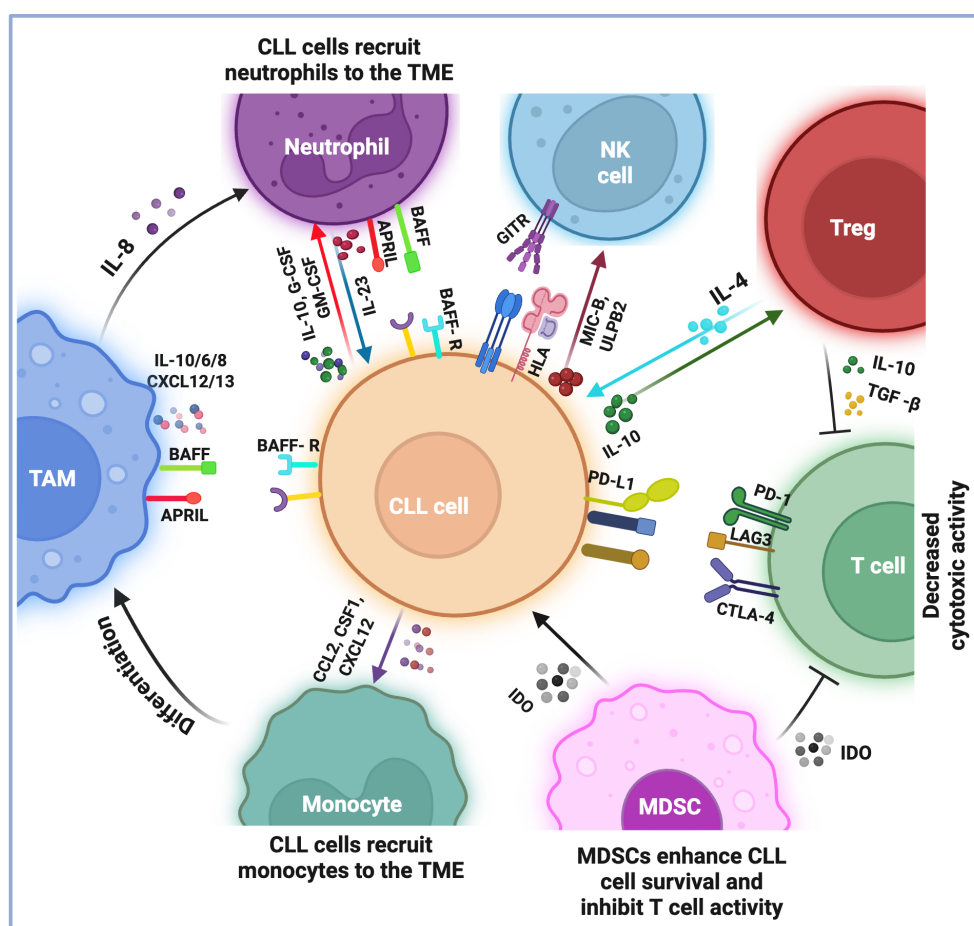 CLL cells recruit
neutrophils to the TME
Neutrophil
NK
cell
Treg
IL-8
APRIL
BAFF
GITR
IL-10, G-CSF
GM-CSF
IL-23
BAFF- R
HLA
MIC-B,
ULPB2
IL-4
IL-10
TGF -β
IL-10/6/8
CXCL12/13
BAFF
APRIL
TAM
BAFF- R
CLL cell
IL-10
PD-L1
PD-1
LAG3
CTLA-4
T cell
Decreased
cytotoxic activity
CCL2, CSF1,
CXCL12
Differentiation
IDO
IDO
Monocyte
MDSC
CLL cells recruit
monocytes to the TME
MDSCs enhance CLL
cell survival and
inhibit T cell activity